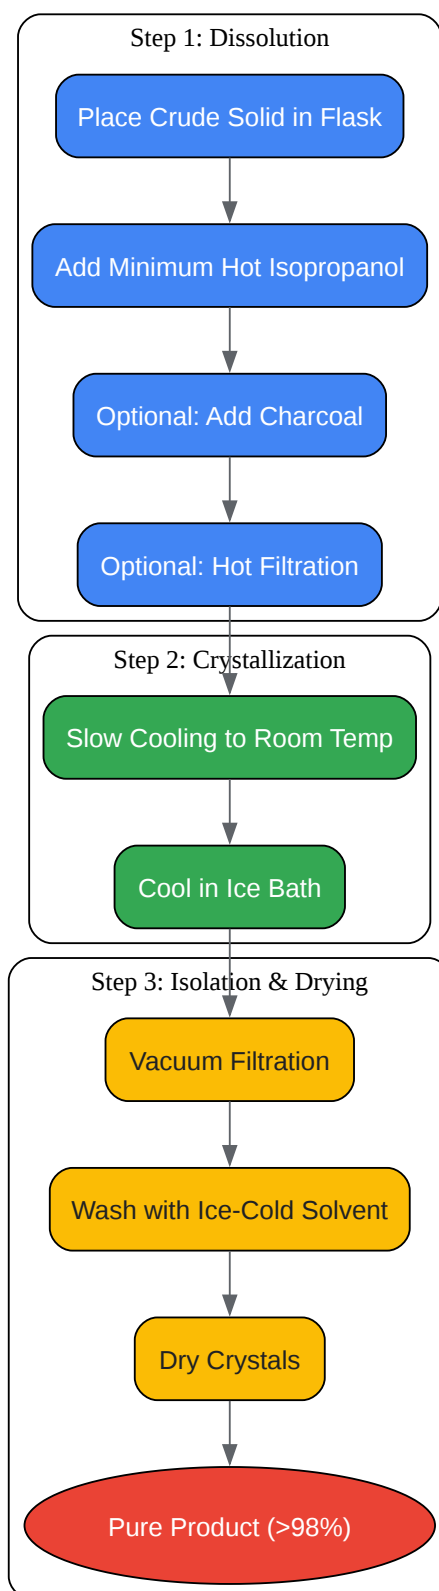 Step 1: Dissolution
Place Crude Solid in Flask
Add Minimum Hot Isopropanol
Optional: Add Charcoal
Optional: Hot Filtration
Step 2: Crystallization
Slow Cooling to Room Temp
Cool in Ice Bath
Step 3: Isolation & Drying
Vacuum Filtration
Wash with Ice-Cold Solvent
Dry Crystals
Pure Product (>98%)